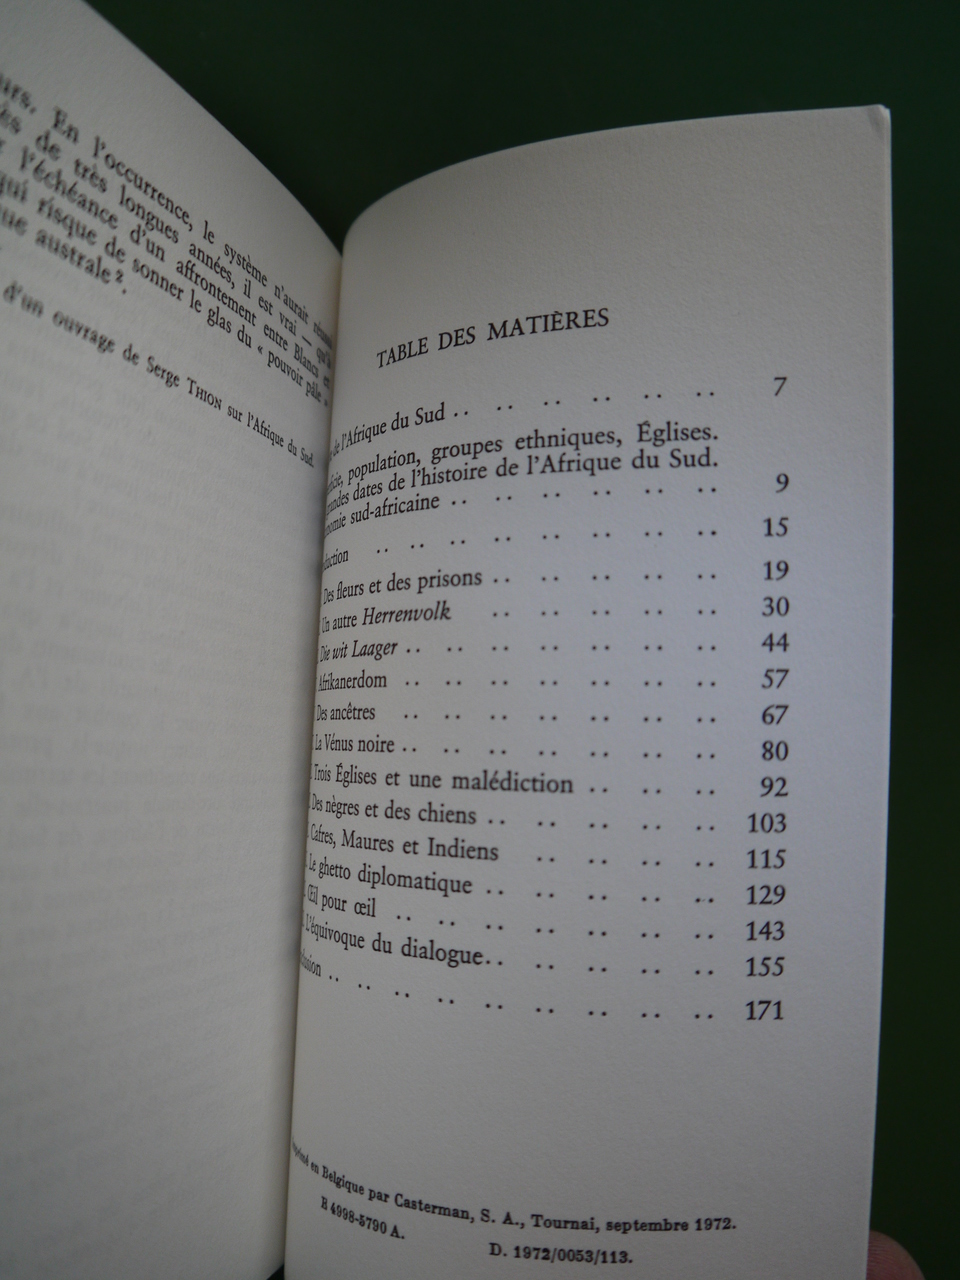 En l'occurrence, le système n'aurait
de très longues années, il est vrai —
l'échéance d'un affrontement entre Blancs
risque de sonner le glas du « pouvoir pâle »
australe ².
d'un ouvrage de Serge THION sur l'Afrique du Sud.
TABLE DES MATIÈRES
de l'Afrique du Sud .. .. .. .. .. .. 7
population, groupes ethniques, Églises.
dates de l'histoire de l'Afrique du Sud.
sud-africaine .. .. .. .. .. .. 9
.. .. .. .. .. .. .. 15
Des fleurs et des prisons .. .. .. .. .. 19
Un autre Herrenvolk .. .. .. .. .. 30
Die wit Laager .. .. .. .. .. .. .. 44
Afrikanerdom .. .. .. .. .. .. .. 57
Des ancêtres .. .. .. .. .. .. .. 67
La Vénus noire .. .. .. .. .. .. .. 80
Trois Églises et une malédiction .. .. .. 92
Des nègres et des chiens .. .. .. .. .. 103
Cafres, Maures et Indiens .. .. .. .. 115
Le ghetto diplomatique .. .. .. .. .. 129
Œil pour œil .. .. .. .. .. .. .. 143
L'équivoque du dialogue .. .. .. .. .. 155
.. .. .. .. .. .. .. .. .. 171
en Belgique par Casterman, S. A., Tournai, septembre 1972.
E 4998-5790 A.
D. 1972/0053/113.